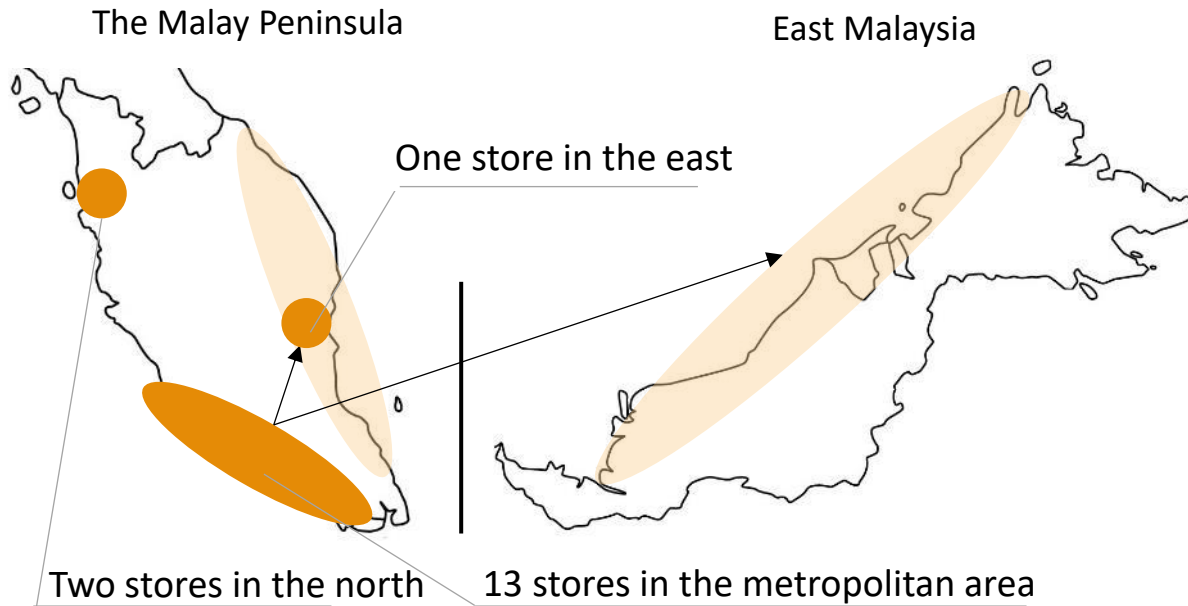 The Malay Peninsula
East Malaysia
One store in the east
Two stores in the north
13 stores in the metropolitan area